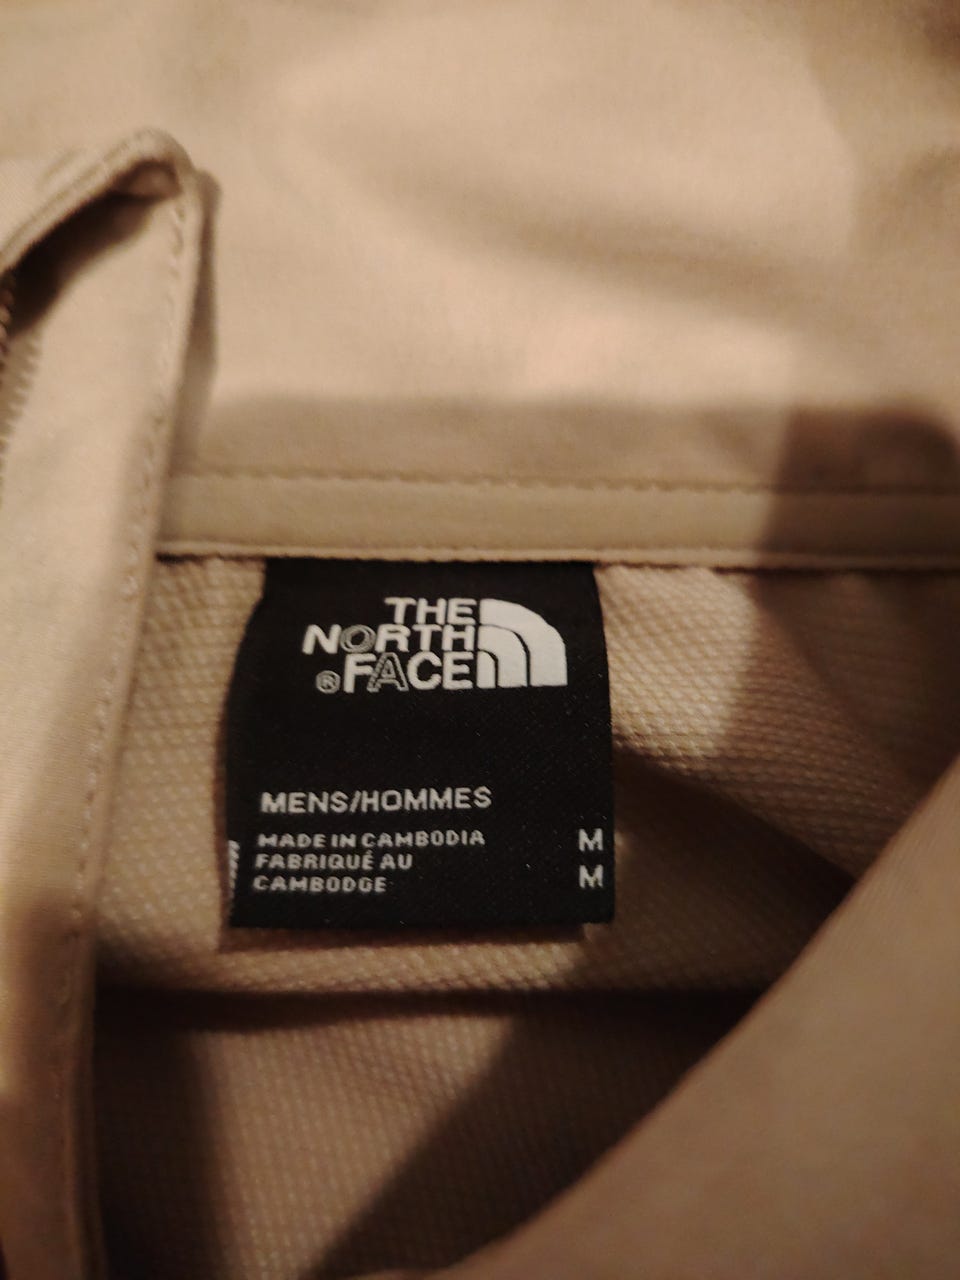 THE
NORTH
® FACE
MENS/HOMMES
MADE IN CAMBODIA M
FABRIQUÉ AU
CAMBODGE M